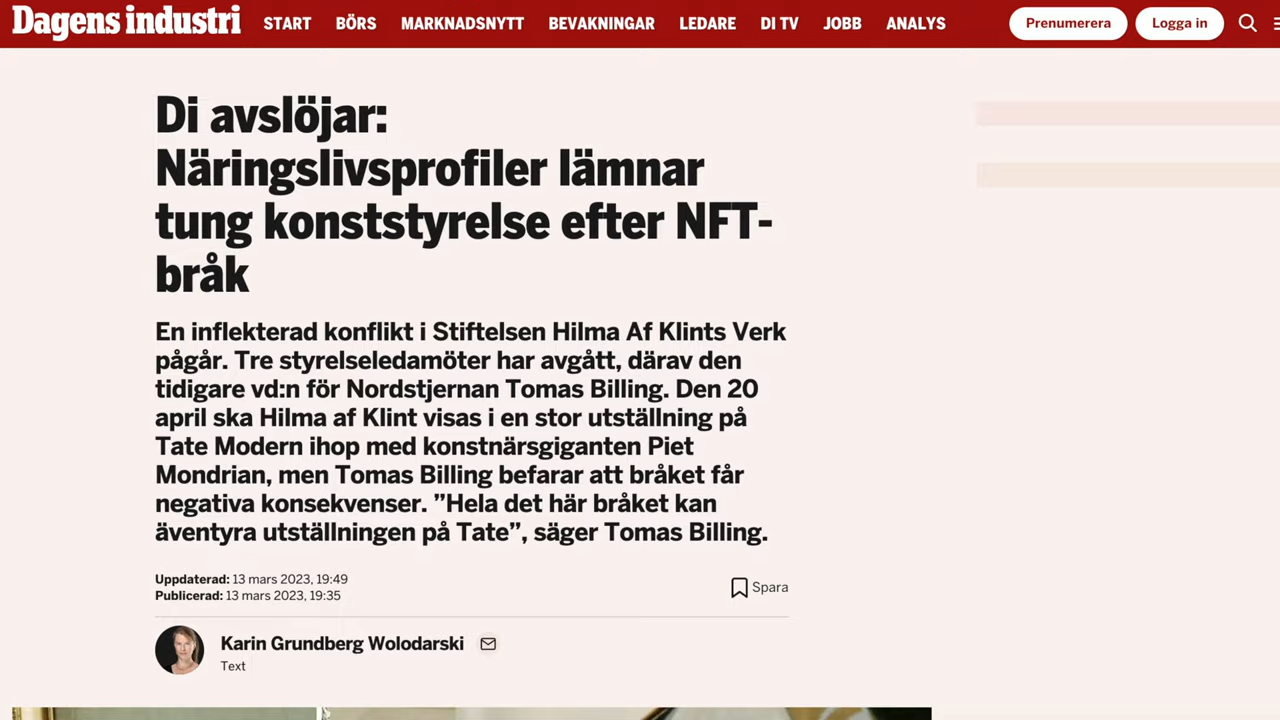 Dagens industri START BÖRS MARKNADSNYTT BEVAKNINGAR LEDARE DI TV JOBB ANALYS Prenumerera Logga in
Di avslöjar:
Näringslivsprofiler lämnar
tung konststyrelse efter NFT-
bråk
En inflekterad konflikt i Stiftelsen Hilma Af Klints Verk
pågår. Tre styrelseledamöter har avgått, därav den
tidigare vd:n för Nordstjernan Tomas Billing. Den 20
april ska Hilma af Klint visas i en stor utställning på
Tate Modern ihop med konstnärsgiganten Piet
Mondrian, men Tomas Billing befarar att bråket får
negativa konsekvenser. ”Hela det här bråket kan
äventyra utställningen på Tate”, säger Tomas Billing.
Uppdaterad: 13 mars 2023, 19:49
Publicerad: 13 mars 2023, 19:35
Spara
Karin Grundberg Wolodarski
Text